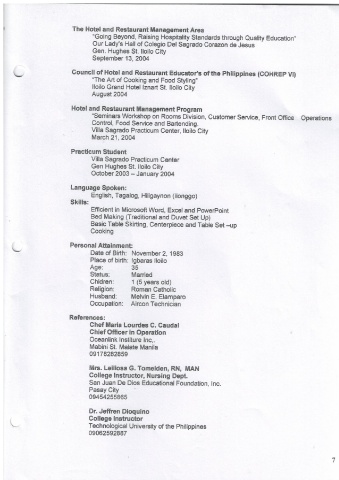 The Hotel and Restaurant Management Area
"Going Beyond, Raising Hospitality Standards through Quality Education"
Our Lady's Hall of Colegio Del Sagrado Corazon de Jesus
Gen. Hughes St. Iloilo City
September 13, 2004
Council of Hotel and Restaurant Educator's of the Philippines (COHREP VI)
"The Art of Cooking and Food Styling"
Iloilo Grand Hotel Iznart St. Iloilo City
August 2004
Hotel and Restaurant Management Program
"Seminars Workshop on Rooms Division, Customer Service, Front Office Operations
Control, Food Service and Bartending.
Villa Sagrado Practicum Center, Iloilo City
March 21, 2004
Practicum Student
Villa Sagrado Practicum Center
Gen Hughes St. Iloilo City
October 2003 – January 2004
Language Spoken:
English, Tagalog, Hiligaynon (Ilonggo)
Skills:
Efficient in Microsoft Word, Excel and PowerPoint
Bed Making (Traditional and Duvet Set Up)
Basic Table Skirting, Centerpiece and Table Set –up
Cooking
Personal Attainment:
Date of Birth: November 2, 1983
Place of birth: Igbaras Iloilo
Age: 35
Status: Married
Children: 1 (5 years old)
Religion: Roman Catholic
Husband: Melvin E. Elamparo
Occupation: Aircon Technician
References:
Chef Maria Lourdes C. Caudal
Chief Officer in Operation
Oceanlink Institure Inc.,
Mabini St. Malate Manila
09178282859
Mrs. Leilosa G. Tomelden, RN, MAN
College Instructor, Nursing Dept.
San Juan De Dios Educational Foundation, Inc.
Pasay City
09454255865
Dr. Jeffren Dioquino
College Instructor
Technological University of the Philippines
09062592887
7